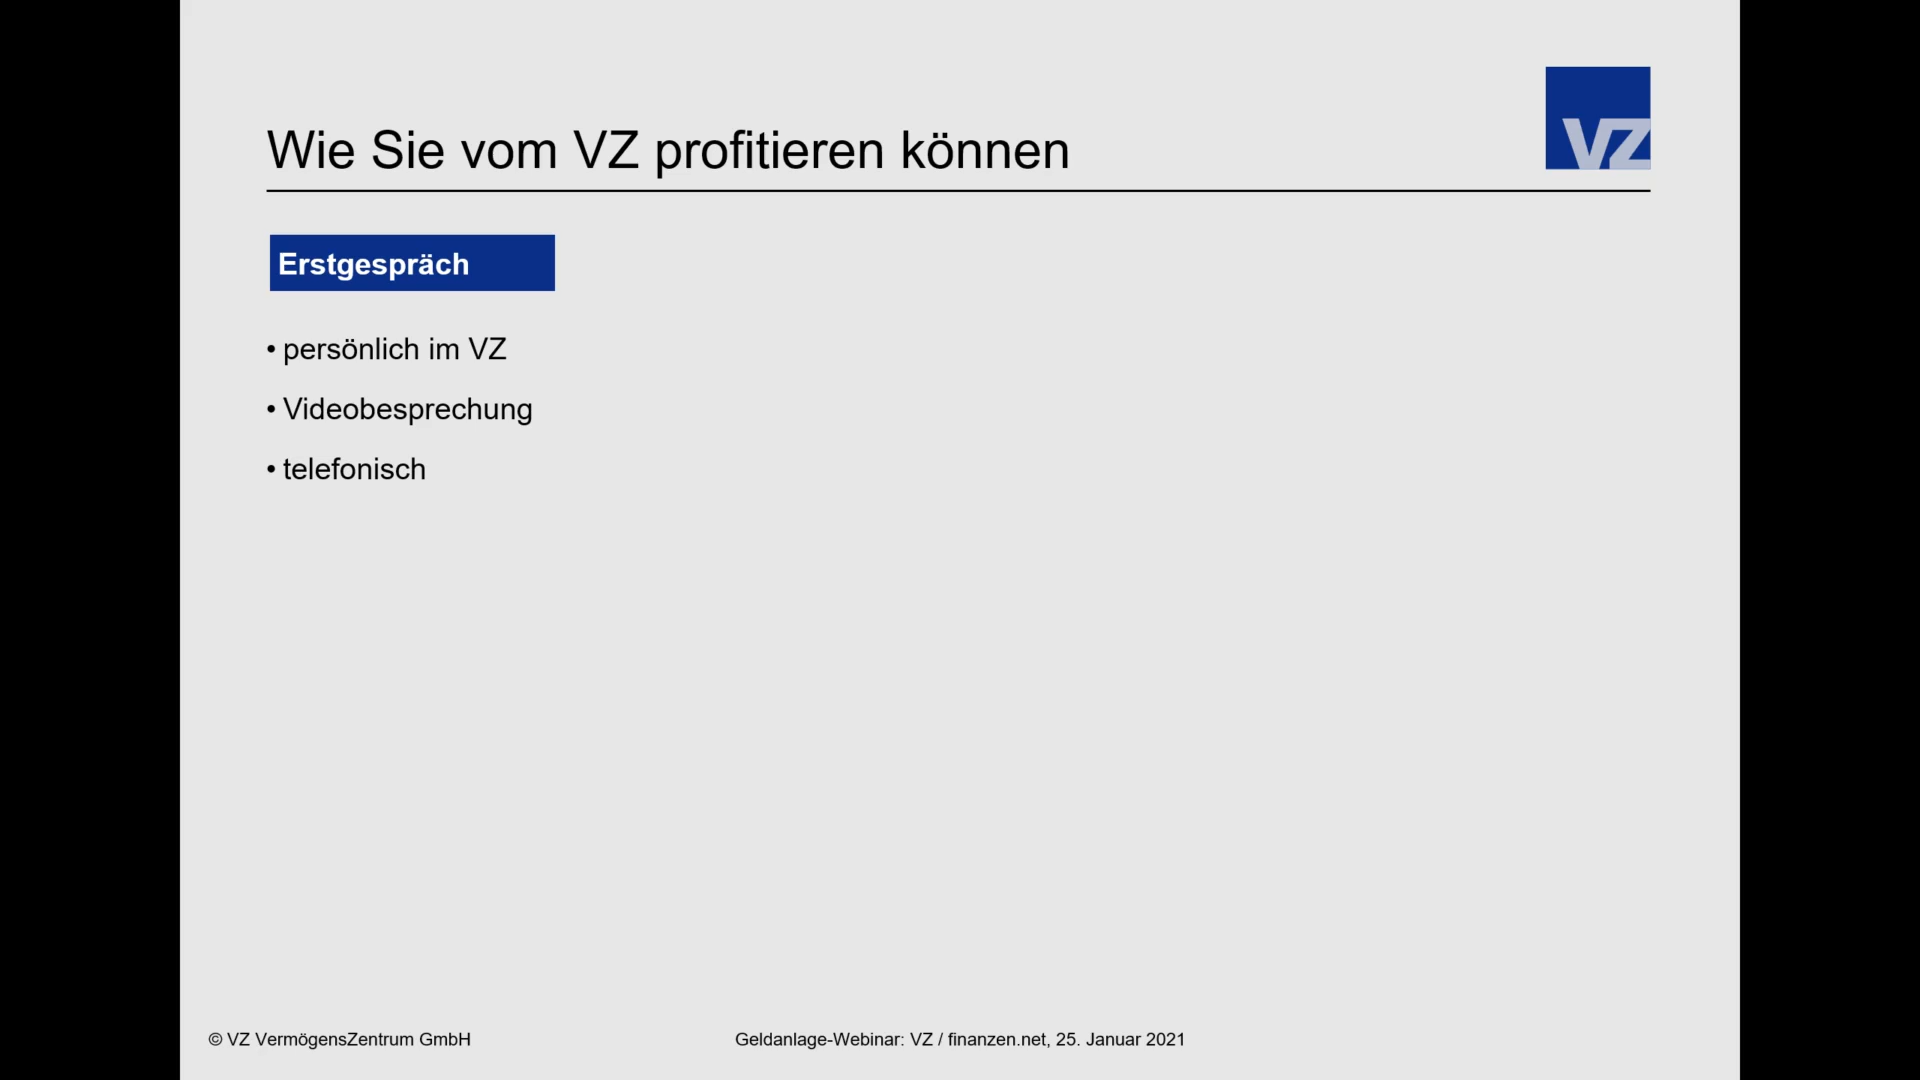 Wie Sie vom VZ profitieren können
VZ
Erstgespräch
• persönlich im VZ
• Videobesprechung
• telefonisch
© VZ VermögensZentrum GmbH
Geldanlage-Webinar: VZ / finanzen.net, 25. Januar 2021